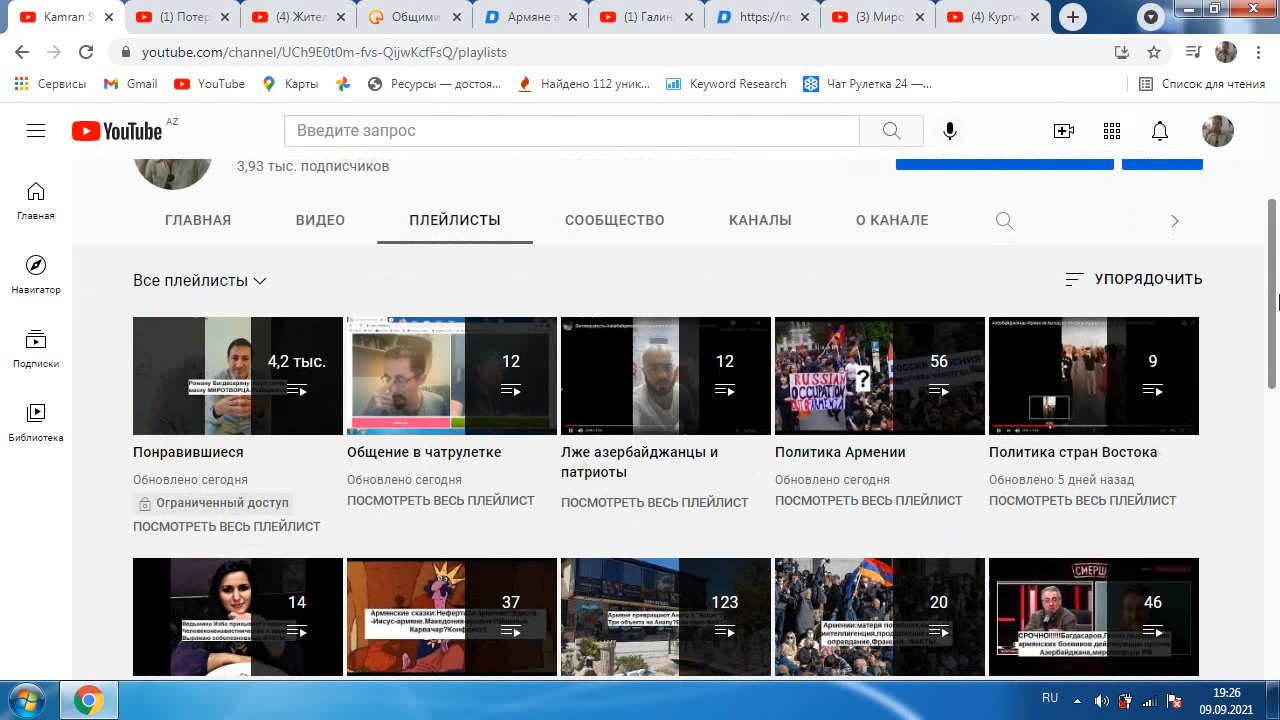 Kamran S
(1) Потер
(4) Жител
Общими
Армянев
(1) Галин
https://ne
(3) Миро
(4) Курги
youtube.com/channel/UCh9E0t0m-fvs-QijwKcfFsQ/playlists
Сервисы
Gmail
YouTube
Карты
Ресурсы — достоя...
Найдено 112 уник...
Keyword Research
Чат Рулетка 24 —...
Список для чтения
YouTube AZ
Введите запрос
3,93 тыс. подписчиков
ГЛАВНАЯ
ВИДЕО
ПЛЕЙЛИСТЫ
СООБЩЕСТВО
КАНАЛЫ
О КАНАЛЕ
Главная
Навигатор
Подписки
Библиотека
Все плейлисты
УПОРЯДОЧИТЬ
4,2 тыс.
Понравившиеся
Обновлено сегодня
Ограниченный доступ
ПОСМОТРЕТЬ ВЕСЬ ПЛЕЙЛИСТ
12
Общение в чатрулетке
Обновлено сегодня
ПОСМОТРЕТЬ ВЕСЬ ПЛЕЙЛИСТ
12
Лже азербайджанцы и
патриоты
ПОСМОТРЕТЬ ВЕСЬ ПЛЕЙЛИСТ
RUSSIAN
OCCUPATION
?
56
Политика Армении
Обновлено сегодня
ПОСМОТРЕТЬ ВЕСЬ ПЛЕЙЛИСТ
9
Политика стран Востока
Обновлено 5 дней назад
ПОСМОТРЕТЬ ВЕСЬ ПЛЕЙЛИСТ
14
37
Армянские сказки:Нефертити
123
Армяне превращают Анапу в
20
46
СМЕРШ
RU
19:26
09.09.2021